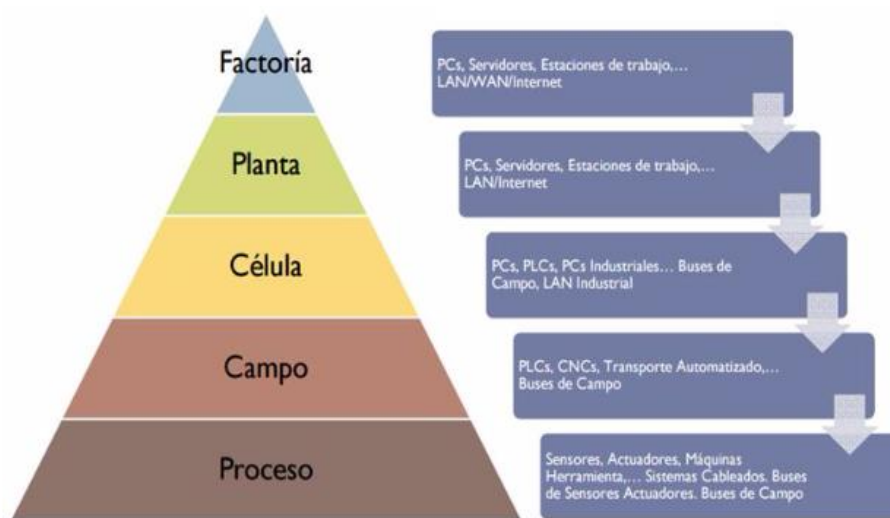 Factoría
PCs, Servidores, Estaciones de trabajo,...
LAN/WAN/Internet
Planta
PCs, Servidores, Estaciones de trabajo,...
LAN/Internet
Célula
PCs, PLCs, PCs Industriales... Buses de
Campo, LAN Industrial
Campo
PLCs, CNCs, Transporte Automatizado,...
Buses de Campo
Proceso
Sensores, Actuadores, Máquinas
Herramienta,... Sistemas Cableados. Buses
de Sensores Actuadores. Buses de Campo